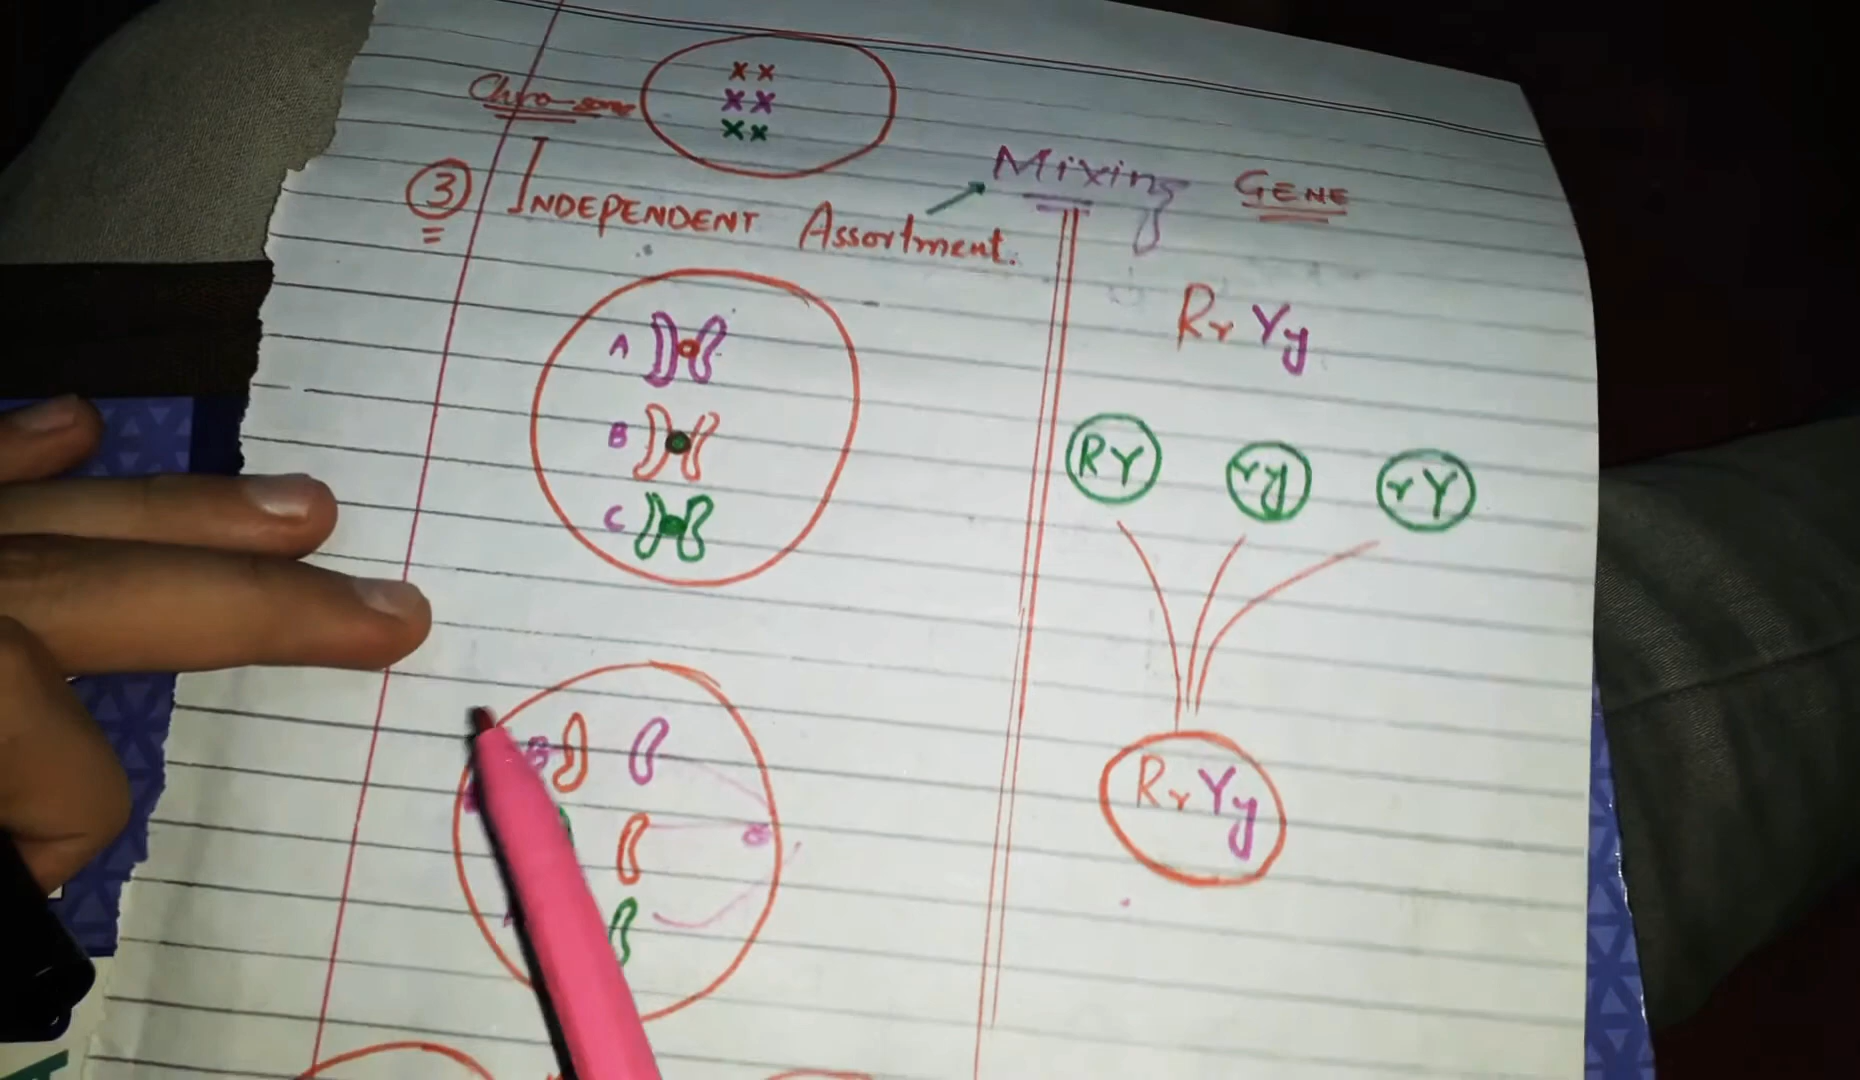 Chro-some
③ INDEPENDENT Assortment.
Mixing GENE
A
B
C
B
Rr Yy
RY ry rY
Rr Yy